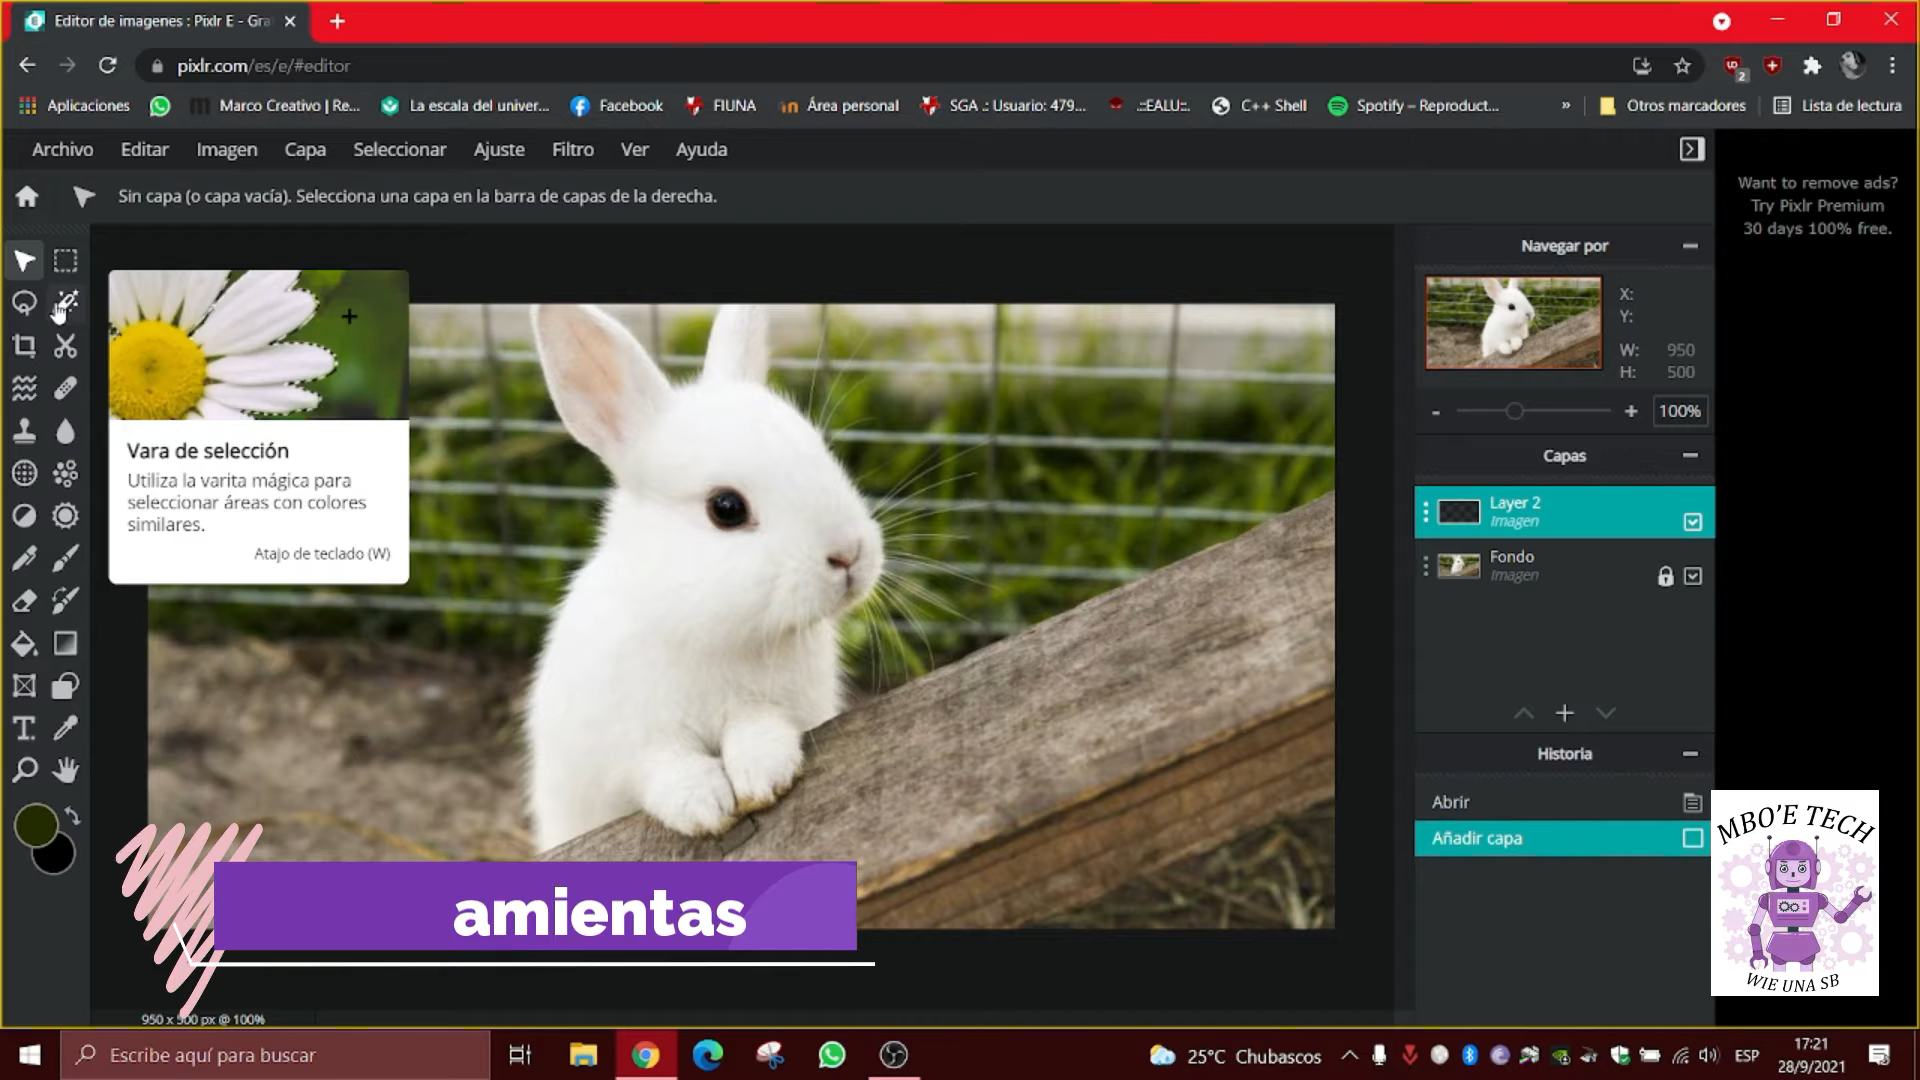 Editor de imagenes : Pixlr E - Gra
pixlr.com/es/e/#editor
2
Aplicaciones
Marco Creativo | Re...
La escala del univer...
Facebook
FIUNA
Área personal
SGA .: Usuario: 479...
.::EALU::.
C++ Shell
Spotify – Reproduct...
»
Otros marcadores
Lista de lectura
Archivo Editar Imagen Capa Seleccionar Ajuste Filtro Ver Ayuda
Sin capa (o capa vacía). Selecciona una capa en la barra de capas de la derecha.
Want to remove ads?
Try Pixlr Premium
30 days 100% free.
Vara de selección
Utiliza la varita mágica para
seleccionar áreas con colores
similares.
Atajo de teclado (W)
Navegar por
X:
Y:
W: 950
H: 500
- + 100%
Capas
Layer 2
Imagen
Fondo
Imagen
Historia
Abrir
Añadir capa
amientas
MBO'E TECH
WIE UNA SB
950 x 500 px @ 100%
Escribe aquí para buscar
25°C Chubascos
ESP
17:21
28/9/2021